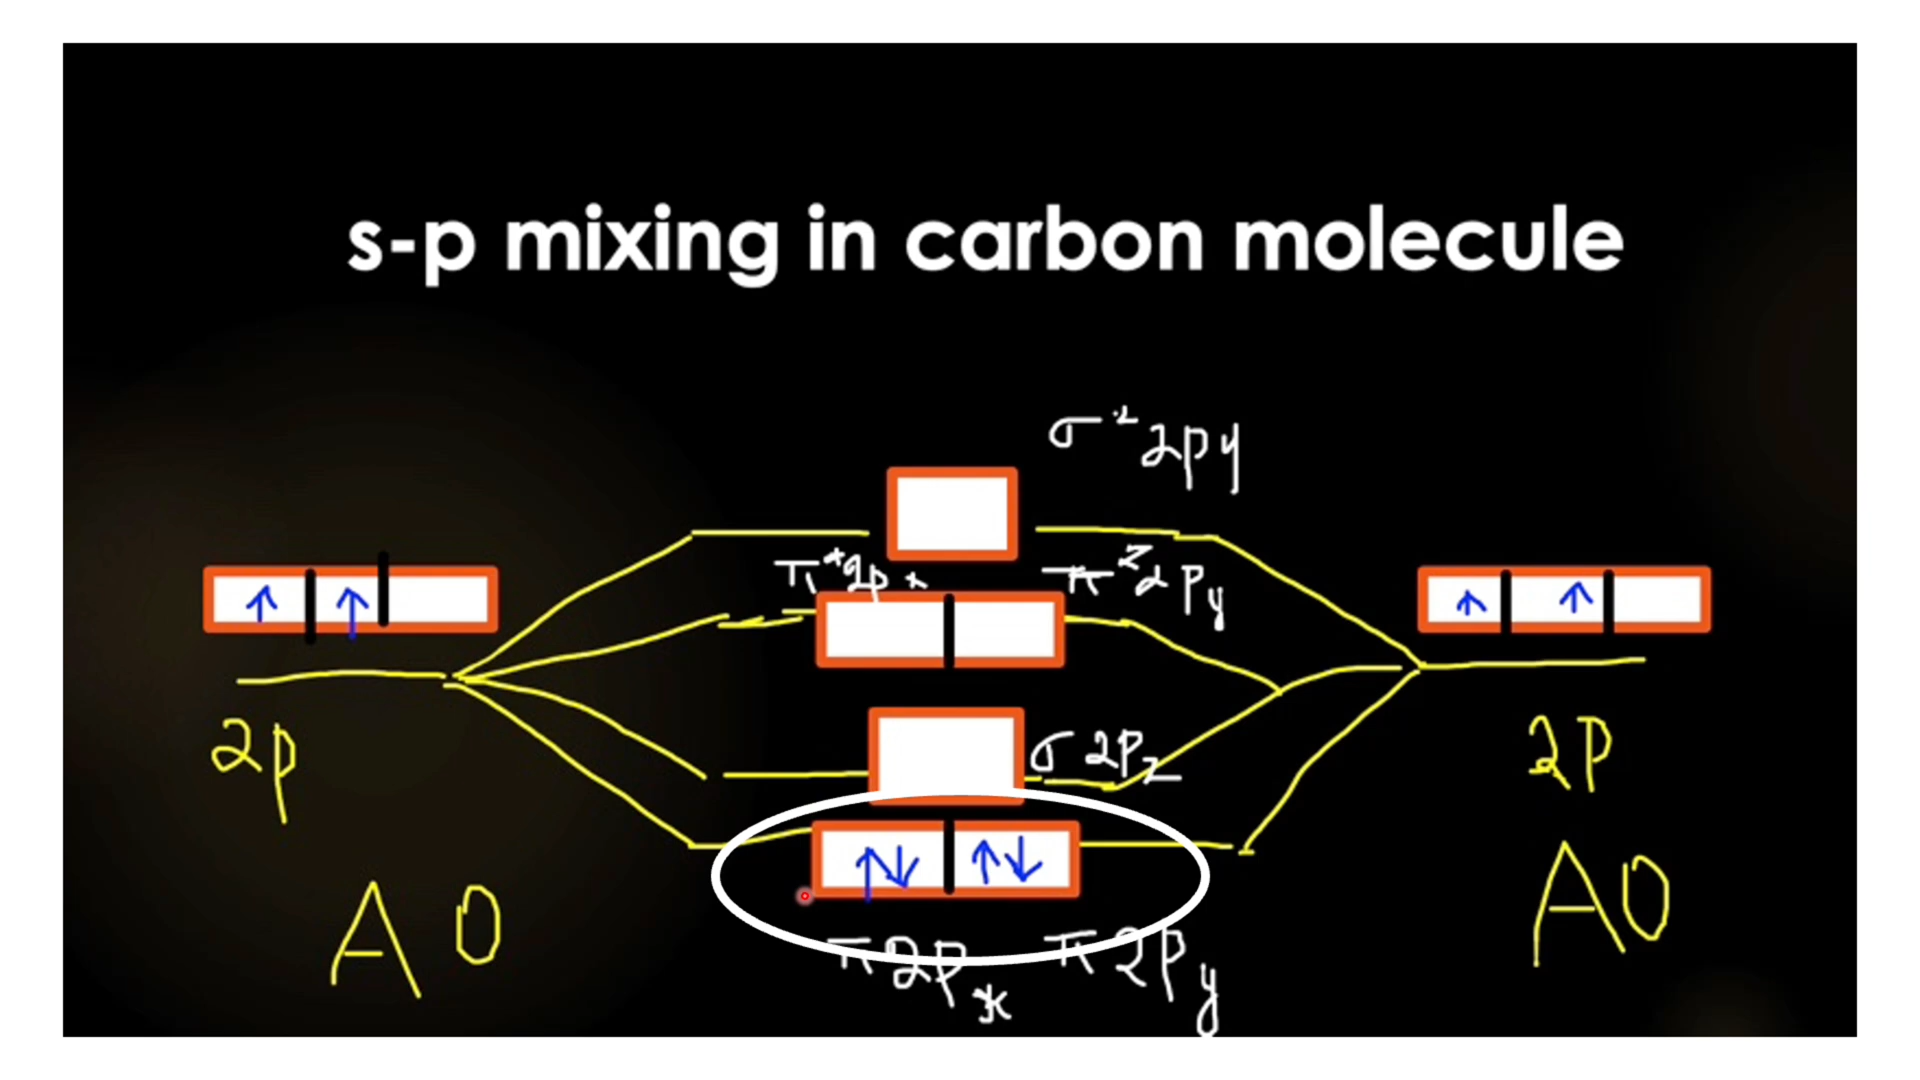 s-p mixing in carbon molecule
σ* 2py
π*2px π*2py
σ2pz
2p 2p
AO AO
π2px π2py